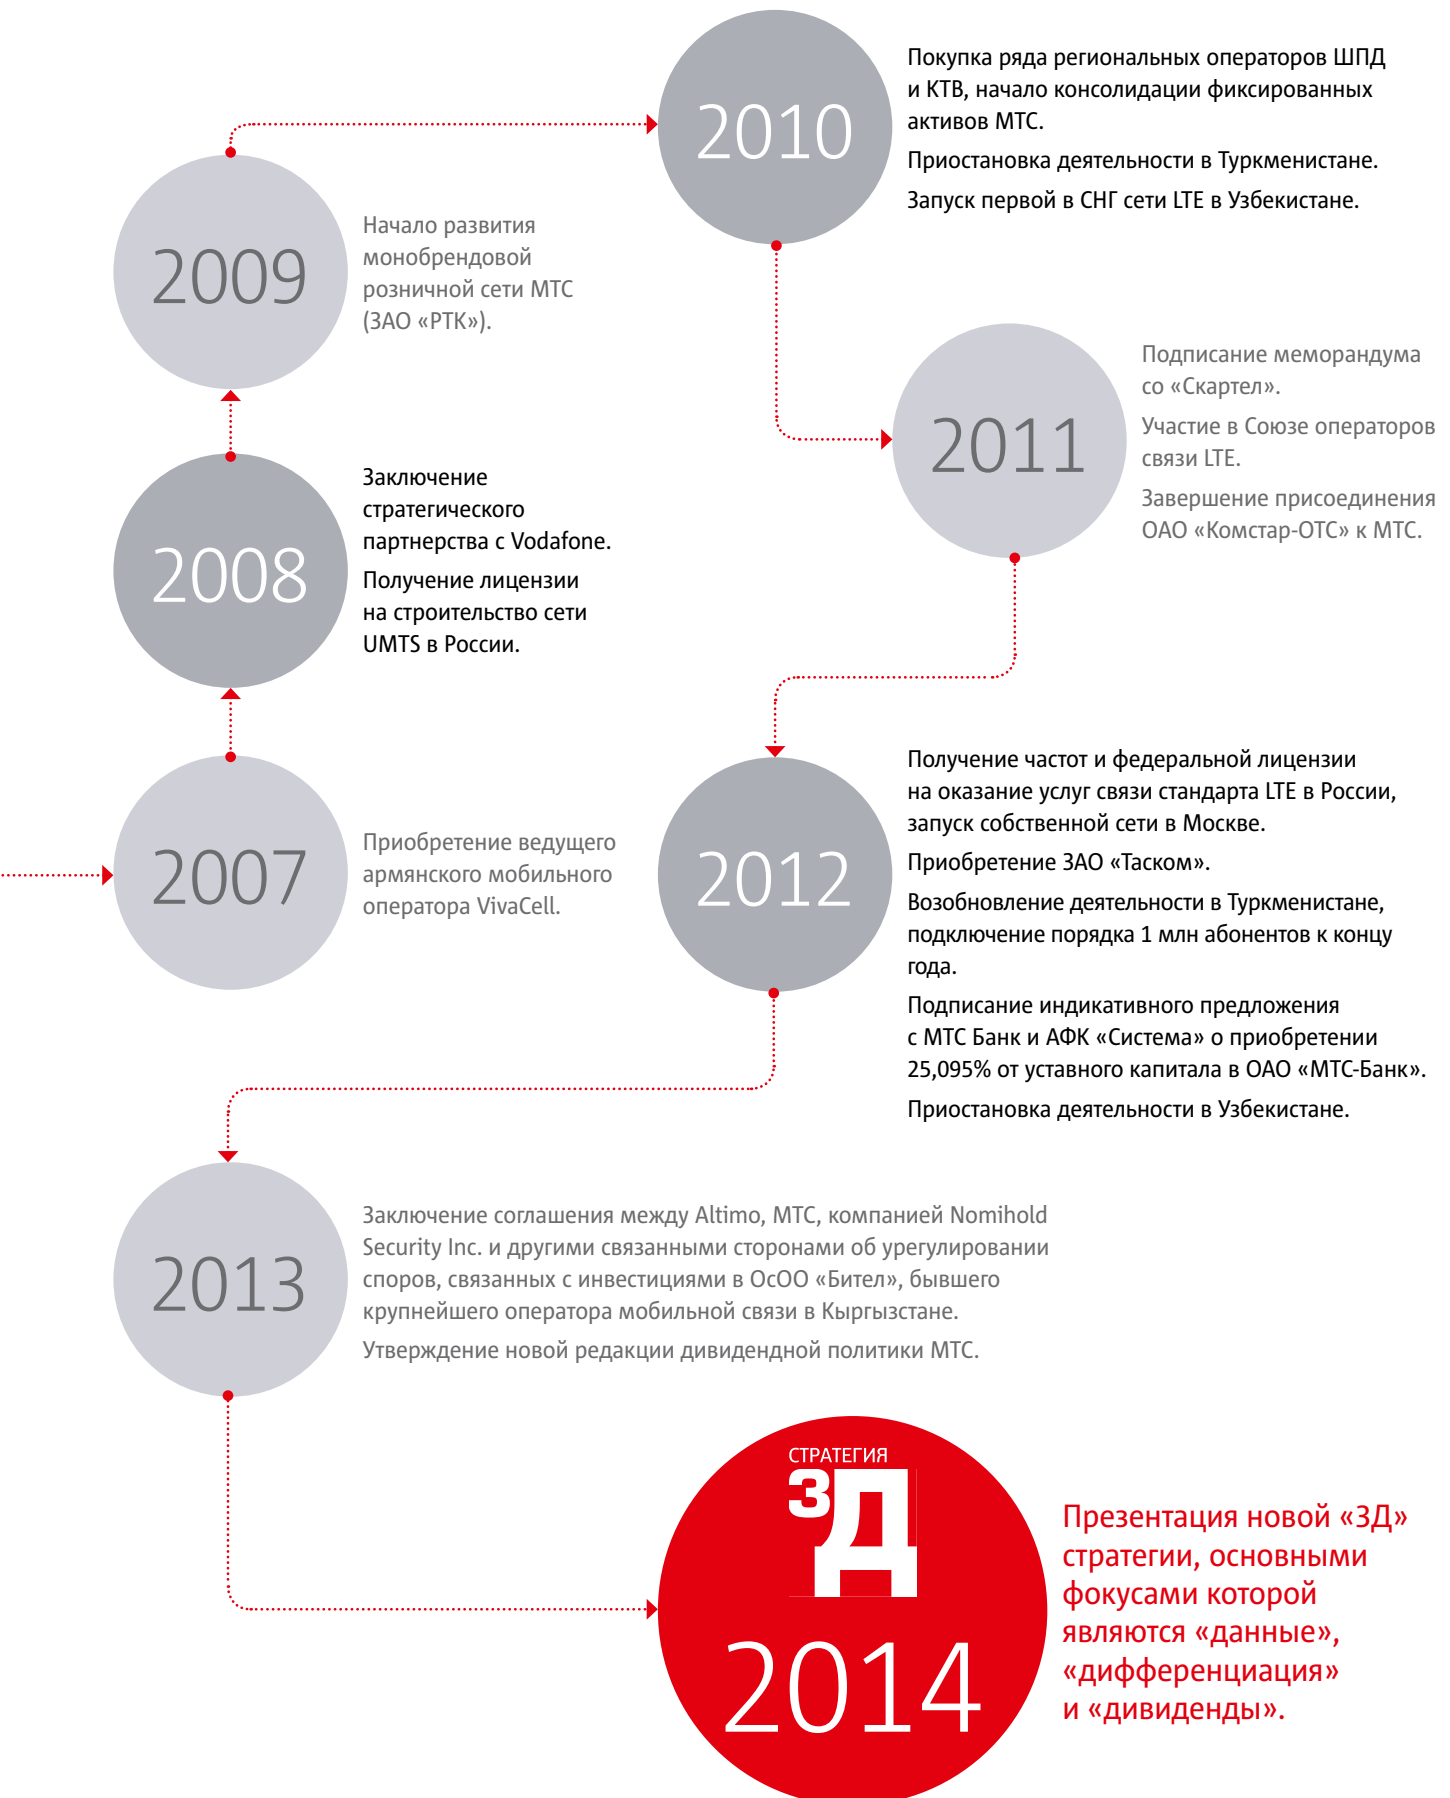 2007
Приобретение ведущего
армянского мобильного
оператора VivaCell.
2008
Заключение
стратегического
партнерства с Vodafone.
Получение лицензии
на строительство сети
UMTS в России.
2009
Начало развития
монобрендовой
розничной сети МТС
(ЗАО «РТК»).
2010
Покупка ряда региональных операторов ШПД
и КТВ, начало консолидации фиксированных
активов МТС.
Приостановка деятельности в Туркменистане.
Запуск первой в СНГ сети LTE в Узбекистане.
2011
Подписание меморандума
со «Скартел».
Участие в Союзе операторов
связи LTE.
Завершение присоединения
ОАО «Комстар-ОТС» к МТС.
2012
Получение частот и федеральной лицензии
на оказание услуг связи стандарта LTE в России,
запуск собственной сети в Москве.
Приобретение ЗАО «Таском».
Возобновление деятельности в Туркменистане,
подключение порядка 1 млн абонентов к концу
года.
Подписание индикативного предложения
с МТС Банк и АФК «Система» о приобретении
25,095% от уставного капитала в ОАО «МТС-Банк».
Приостановка деятельности в Узбекистане.
2013
Заключение соглашения между Altimo, МТС, компанией Nomihold
Security Inc. и другими связанными сторонами об урегулировании
споров, связанных с инвестициями в ОсОО «Бител», бывшего
крупнейшего оператора мобильной связи в Кыргызстане.
Утверждение новой редакции дивидендной политики МТС.
СТРАТЕГИЯ
3Д
2014
Презентация новой «3Д»
стратегии, основными
фокусами которой
являются «данные»,
«дифференциация»
и «дивиденды».